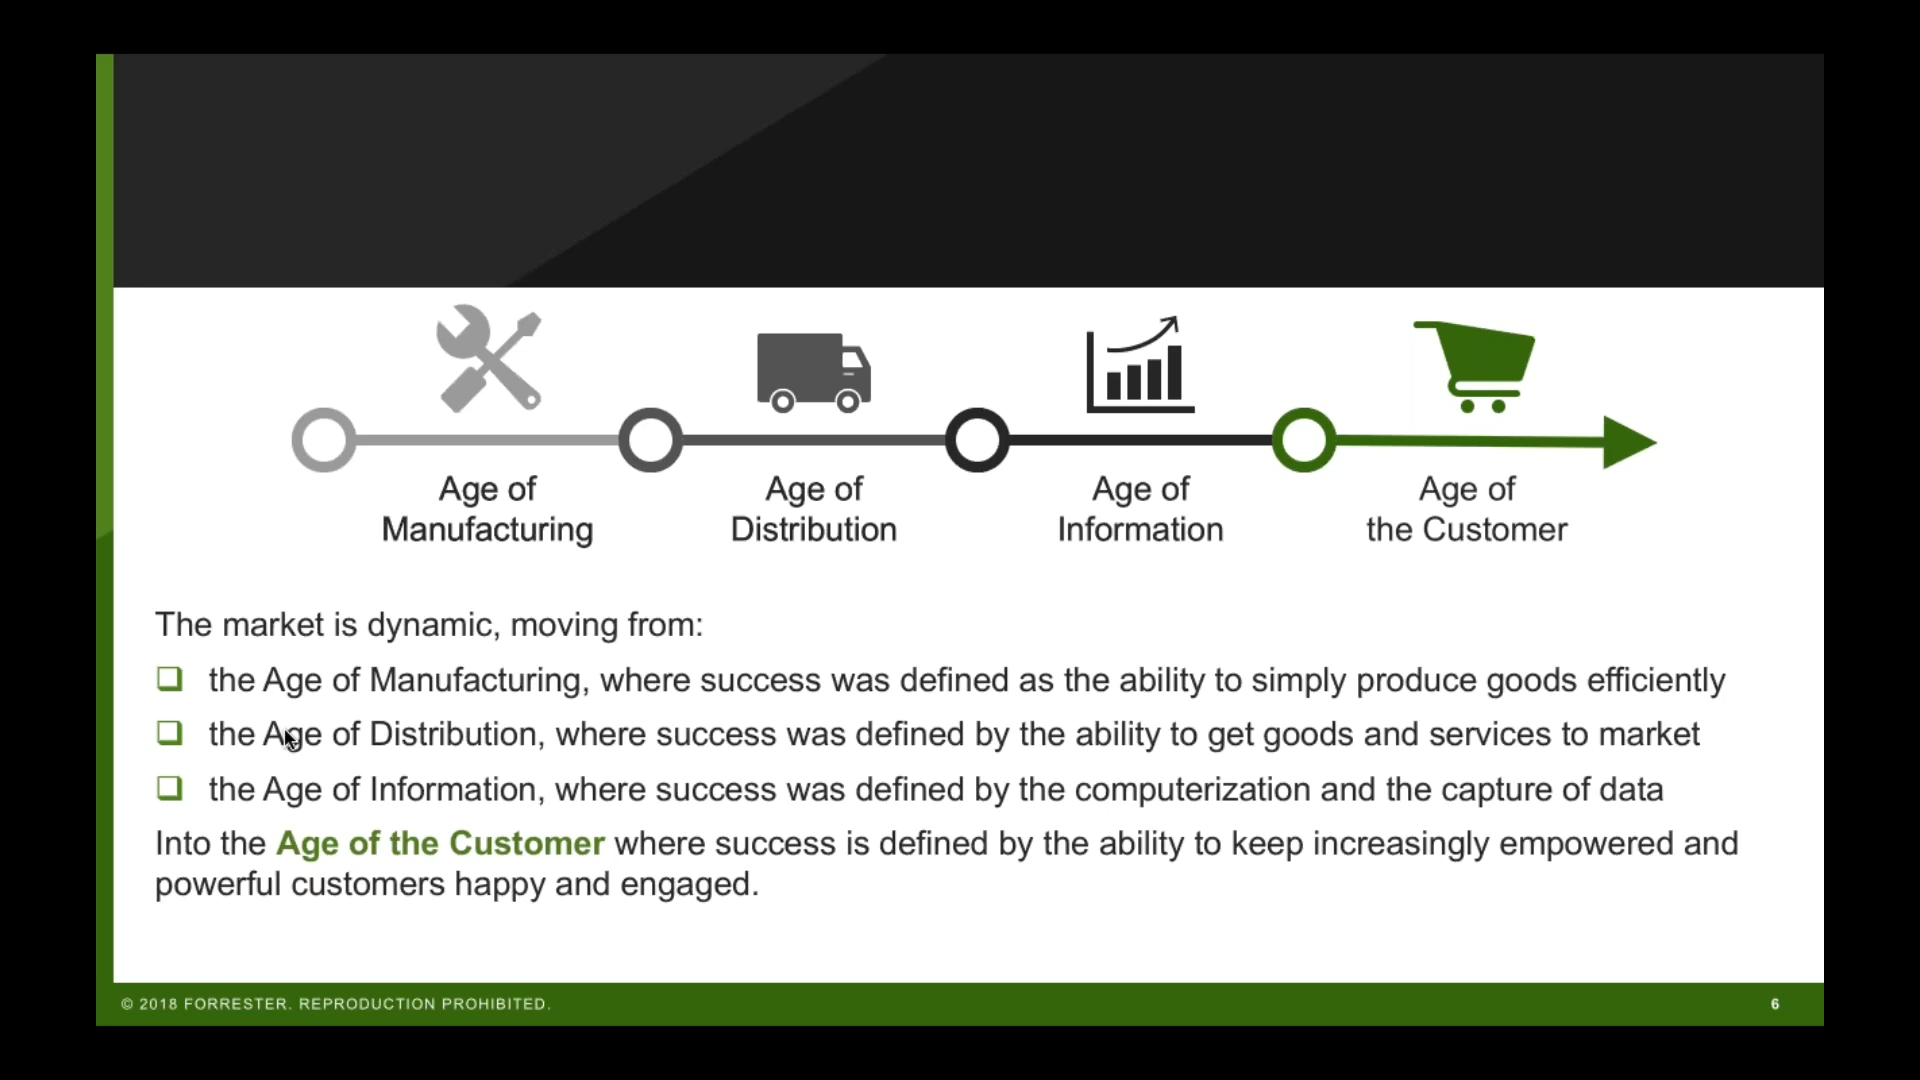 Age of
Manufacturing
Age of
Distribution
Age of
Information
Age of
the Customer
The market is dynamic, moving from:
the Age of Manufacturing, where success was defined as the ability to simply produce goods efficiently
the Age of Distribution, where success was defined by the ability to get goods and services to market
the Age of Information, where success was defined by the computerization and the capture of data
Into the Age of the Customer where success is defined by the ability to keep increasingly empowered and
powerful customers happy and engaged.
© 2018 FORRESTER. REPRODUCTION PROHIBITED.
6